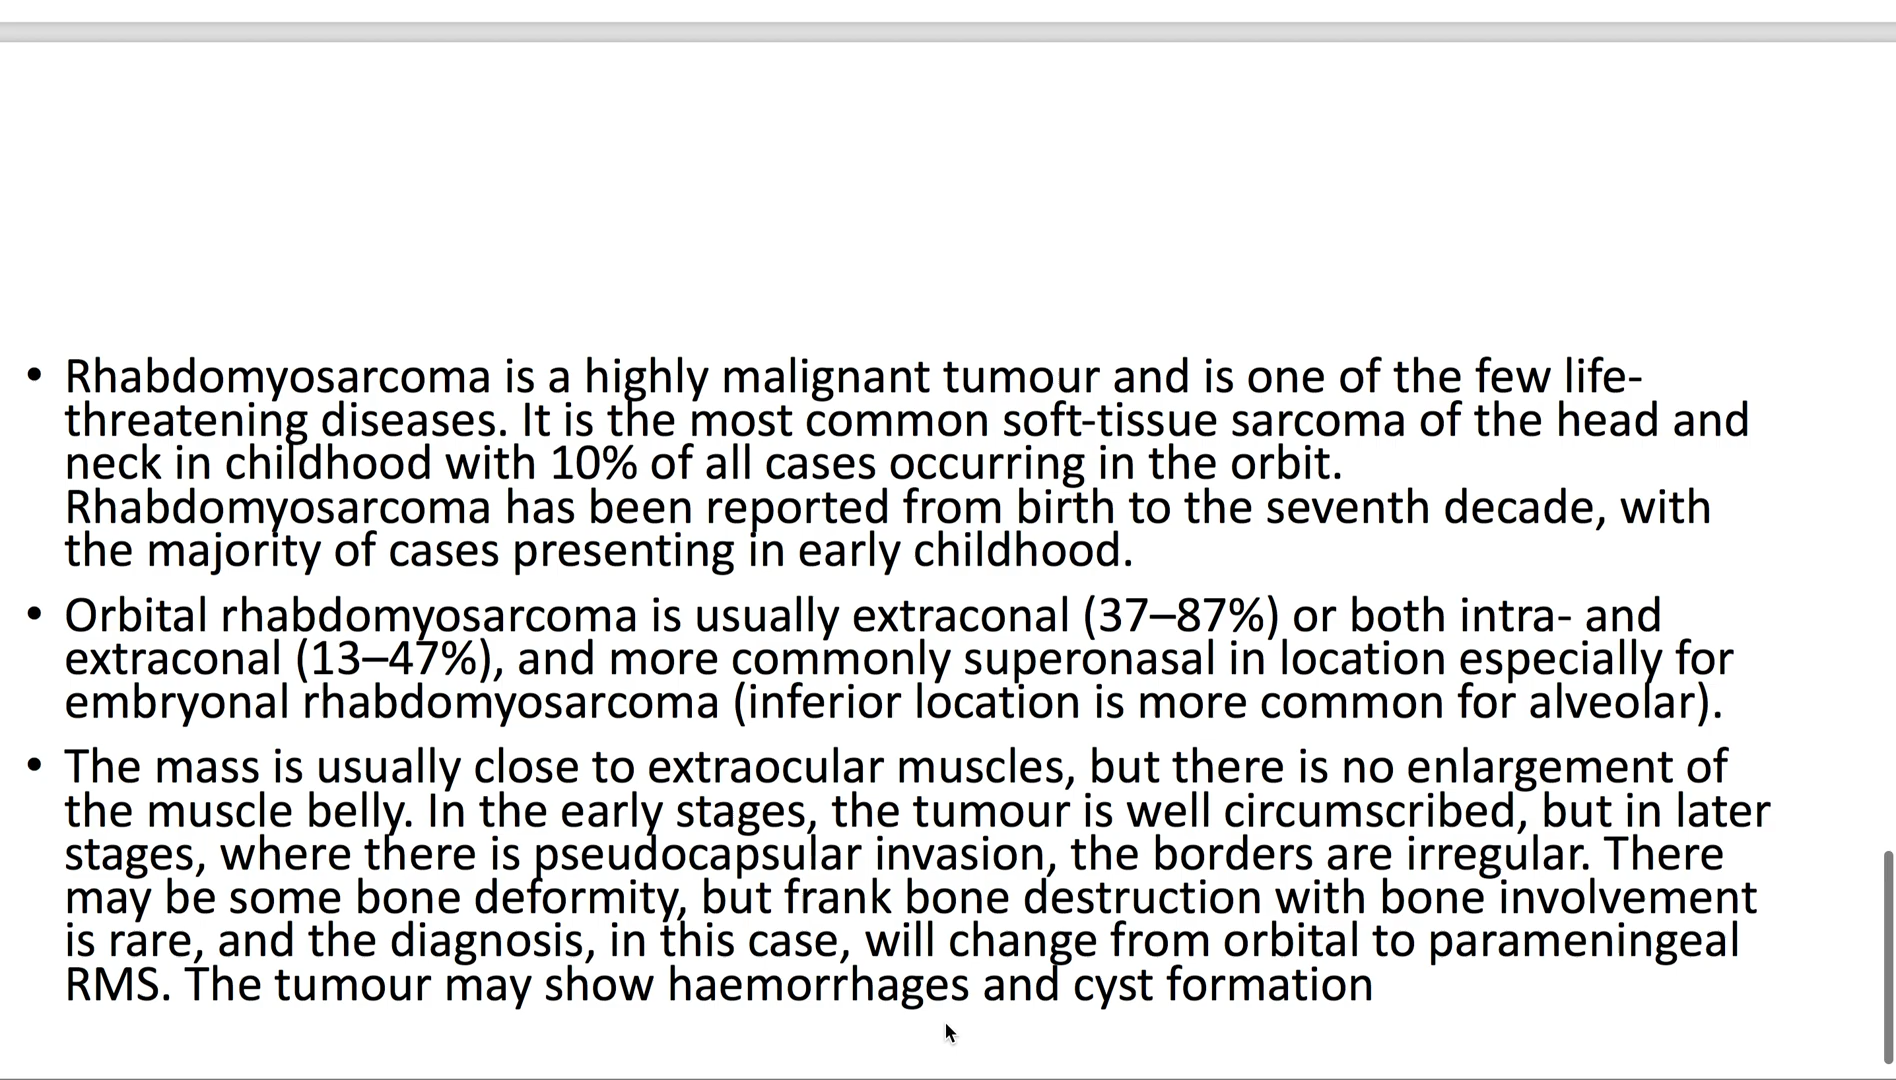 • Rhabdomyosarcoma is a highly malignant tumour and is one of the few life-
threatening diseases. It is the most common soft-tissue sarcoma of the head and
neck in childhood with 10% of all cases occurring in the orbit.
Rhabdomyosarcoma has been reported from birth to the seventh decade, with
the majority of cases presenting in early childhood.
• Orbital rhabdomyosarcoma is usually extraconal (37–87%) or both intra- and
extraconal (13–47%), and more commonly superonasal in location especially for
embryonal rhabdomyosarcoma (inferior location is more common for alveolar).
• The mass is usually close to extraocular muscles, but there is no enlargement of
the muscle belly. In the early stages, the tumour is well circumscribed, but in later
stages, where there is pseudocapsular invasion, the borders are irregular. There
may be some bone deformity, but frank bone destruction with bone involvement
is rare, and the diagnosis, in this case, will change from orbital to parameningeal
RMS. The tumour may show haemorrhages and cyst formation